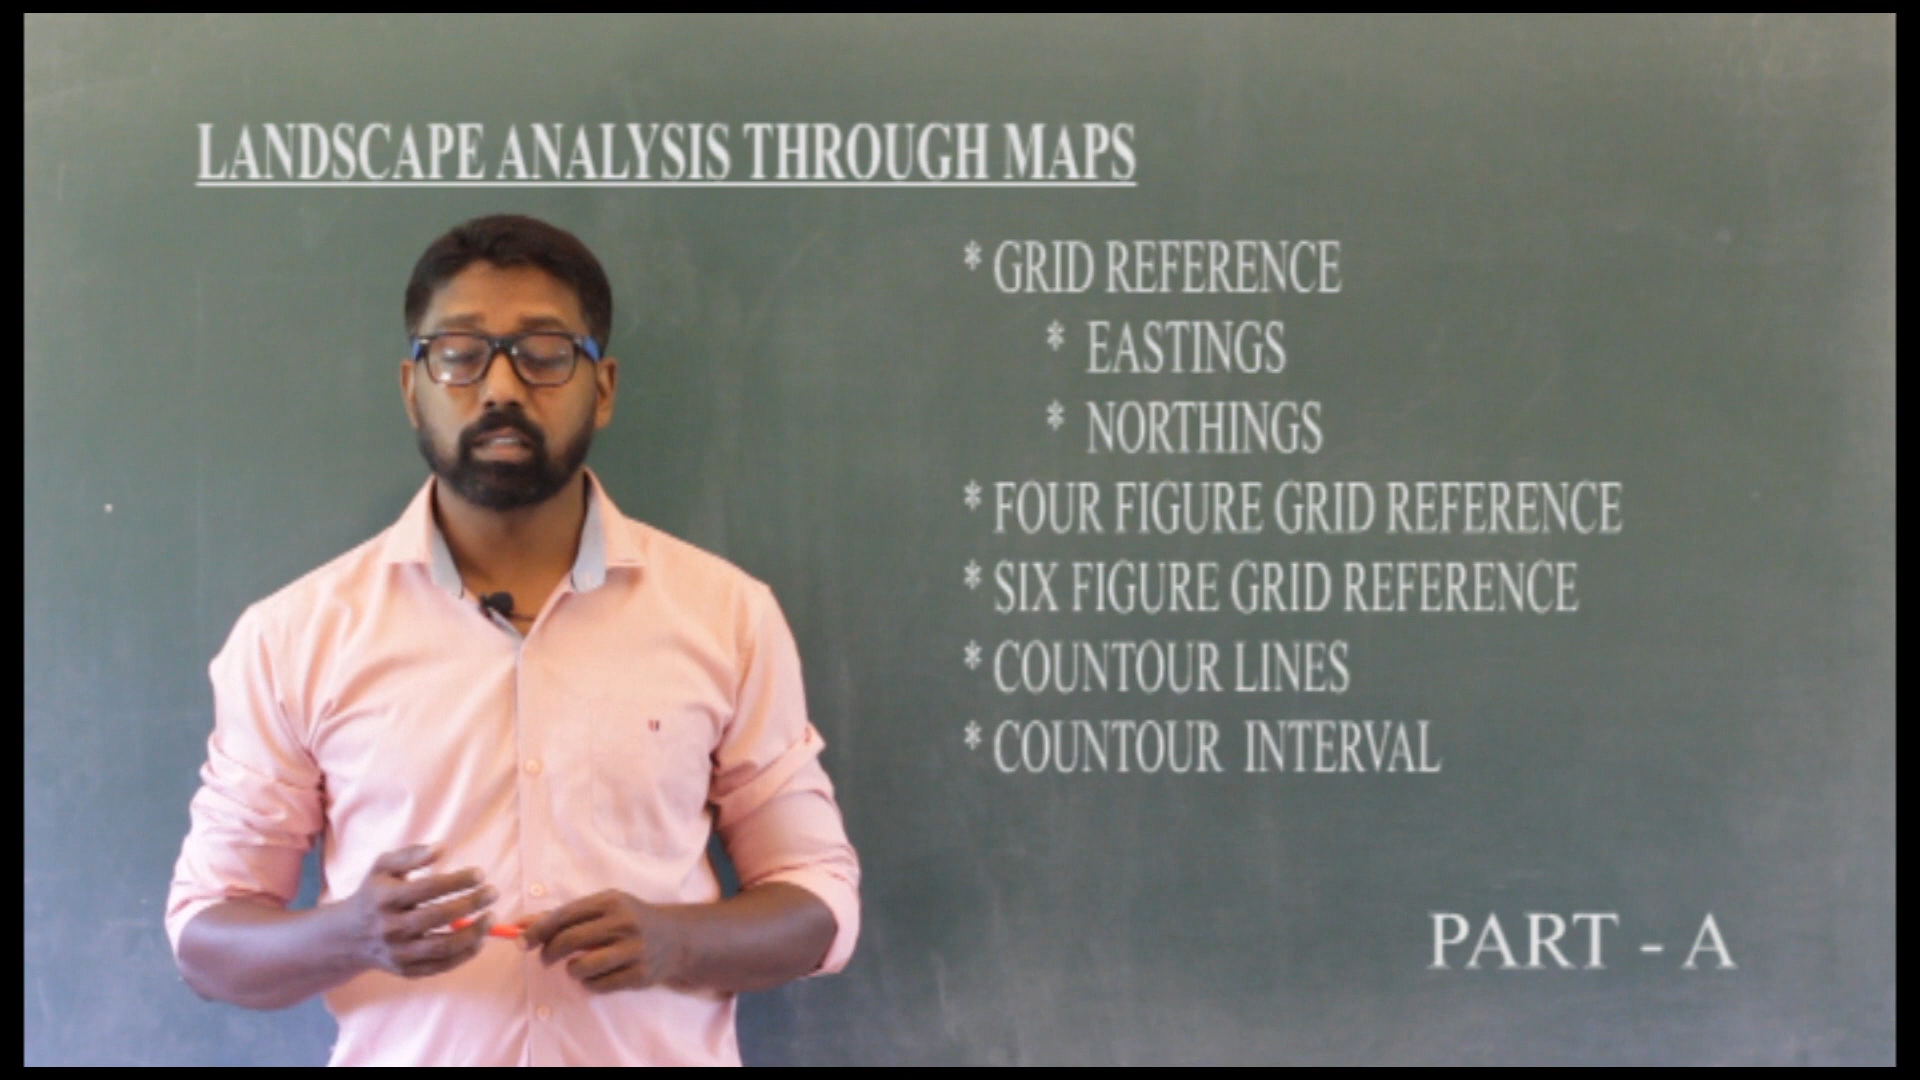 LANDSCAPE ANALYSIS THROUGH MAPS
* GRID REFERENCE
* EASTINGS
* NORTHINGS
* FOUR FIGURE GRID REFERENCE
* SIX FIGURE GRID REFERENCE
* COUNTOUR LINES
* COUNTOUR INTERVAL
PART - A